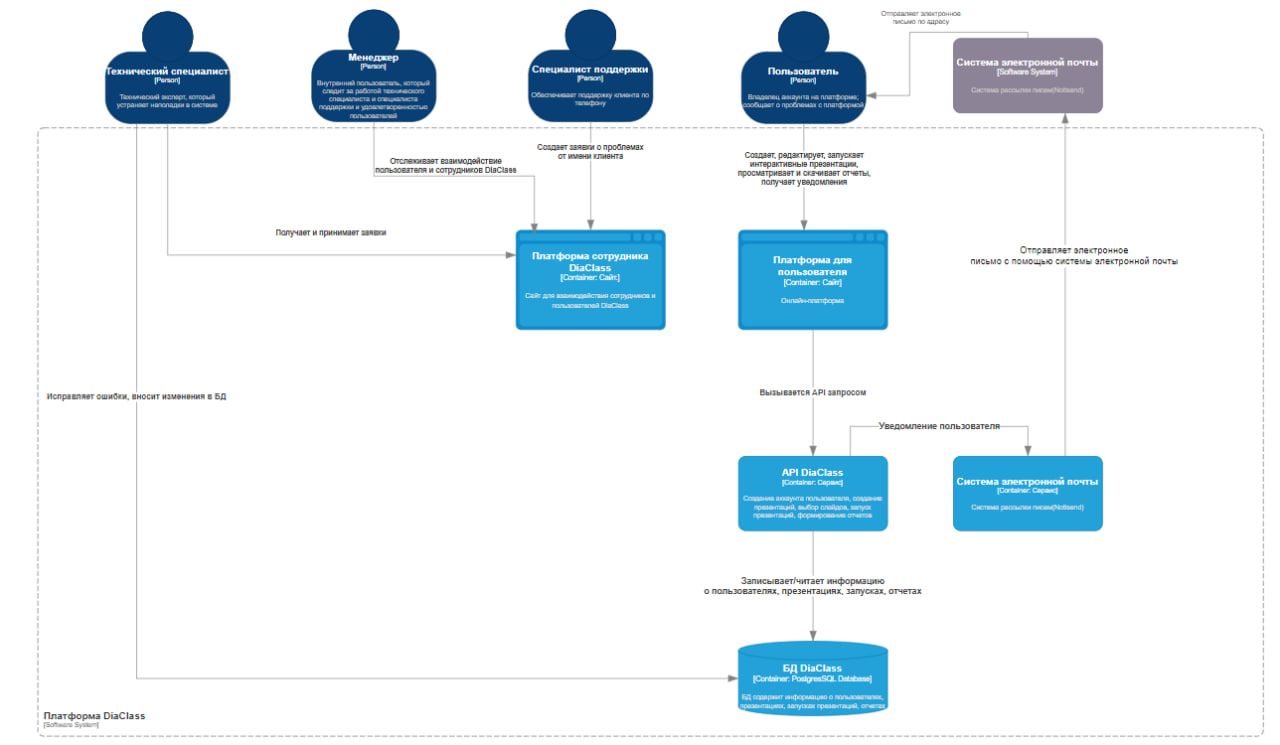 Технический специалист
[Person]
Технический эксперт, который
устраняет наполадки в системе
Менеджер
[Person]
Внутренний пользователь, который
следит за работой технического
специалиста и специалиста
поддержки и удовлетворенностью
пользователей
Специалист поддержки
[Person]
Обеспечивает поддержку клиента по
телефону
Пользователь
[Person]
Владелец аккаунта на платформе;
сообщает о проблемах с платформой
Отправляет электронное
письмо по адресу
Система электронной почты
[Software System]
Система рассылки писем(Notisend)
Создает заявки о проблемах
от имени клиента
Отслеживает взаимодействие
пользователя и сотрудников DiaClass
Создает, редактирует, запускает
интерактивные презентации,
просматривает и скачивает отчеты,
получает уведомления
Получает и принимает заявки
Платформа сотрудника
DiaClass
[Container: Сайт]
Сайт для взаимодействия сотрудников и
пользователей DiaClass
Платформа для
пользователя
[Container: Сайт]
Онлайн-платформа
Отправляет электронное
письмо с помощью системы электронной почты
Исправляет ошибки, вносит изменения в БД
Вызывается API запросом
Уведомление пользователя
API DiaClass
[Container: Сервис]
Создание аккаунта пользователя, создание
презентаций, выбор слайдов, запуск
презентаций, формирование отчетов
Система электронной почты
[Container: Сервис]
Система рассылки писем(Notisend)
Записывает/читает информацию
о пользователях, презентациях, запусках, отчетах
БД DiaClass
[Container: PostgresSQL Database]
БД содержит информацию о пользователях,
презентациях, запусках презентаций, отчетах
Платформа DiaClass
[Software System]